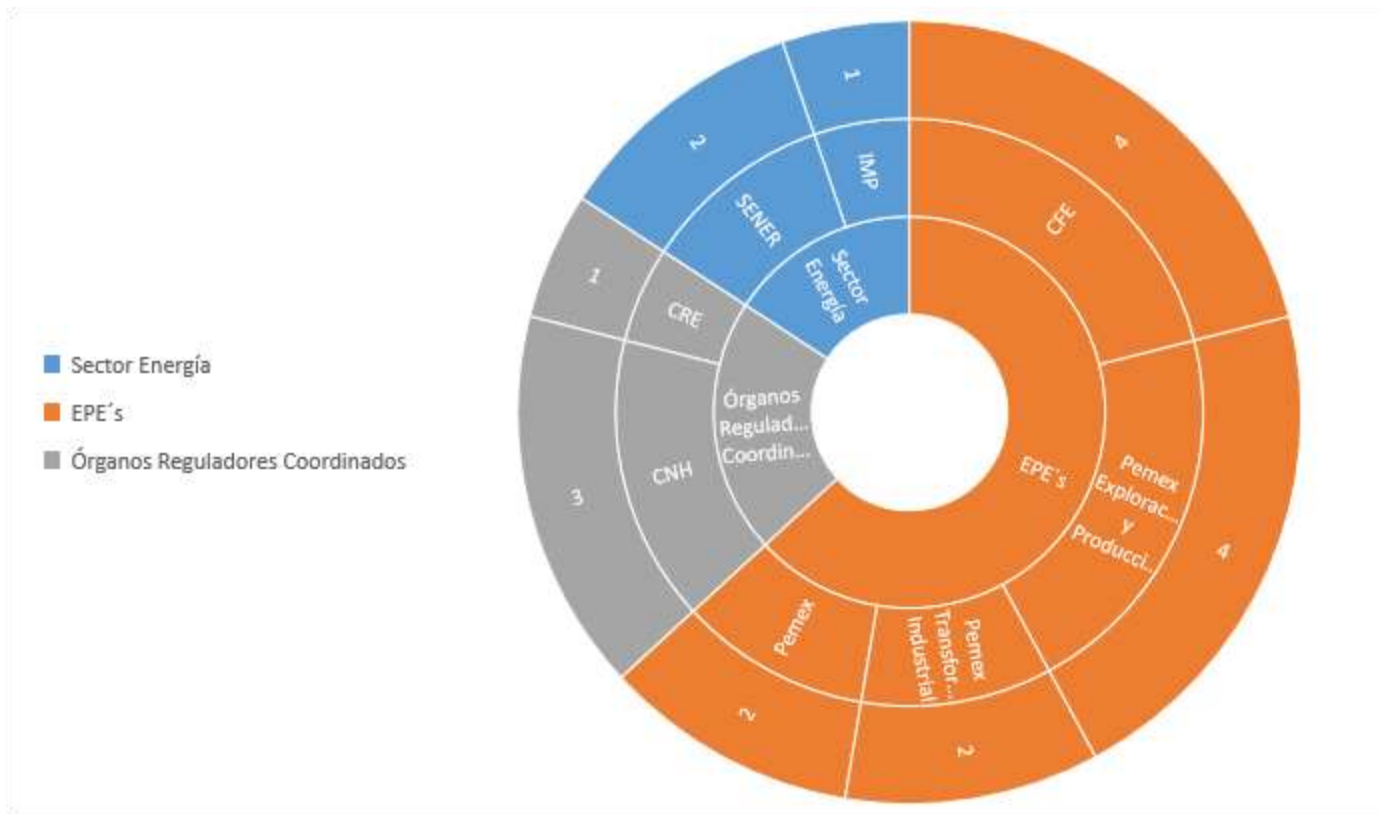 Sector Energía
EPE´s
Órganos Reguladores Coordinados
1
IMP
2
SENER
Sector
Energía
4
CFE
EPE´s
Pemex
Explorac...
y
Producci...
4
Pemex
Transfor...
Industrial
2
Pemex
2
Órganos
Regulad...
Coordin...
CNH
3
CRE
1